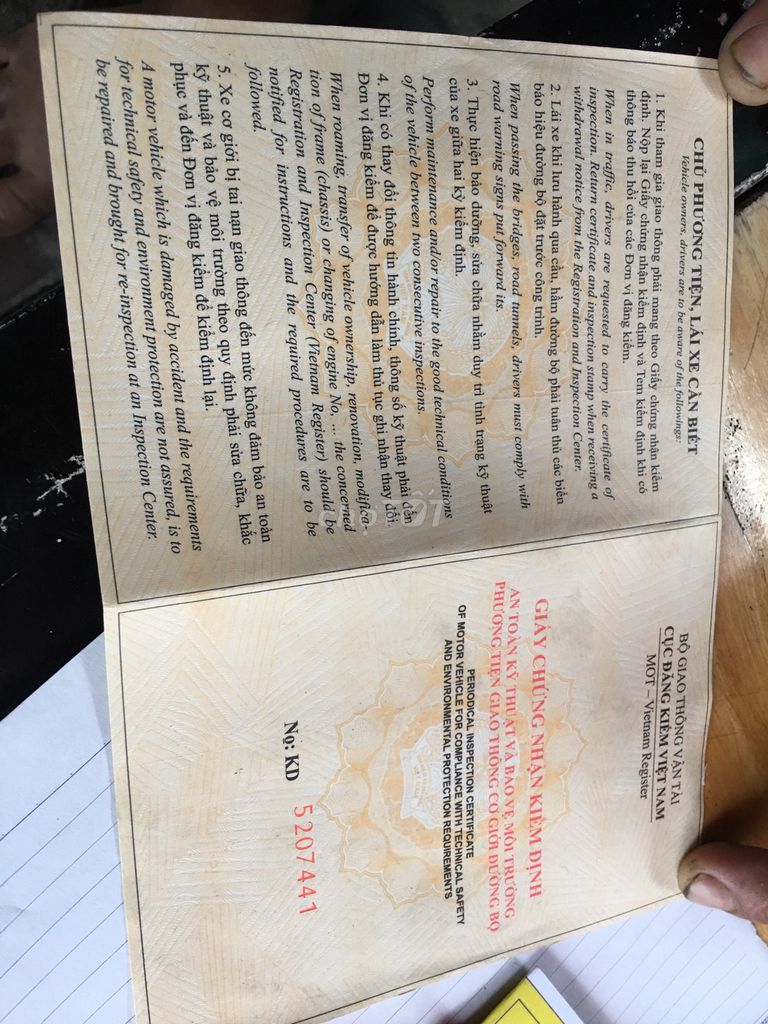 CHỦ PHƯƠNG TIỆN, LÁI XE CẦN BIẾT
Vehicle owners, drivers are to be aware of the followings:
1. Khi tham gia giao thông phải mang theo Giấy chứng nhận kiểm
định. Nộp lại Giấy chứng nhận kiểm định và Tem kiểm định khi có
thông báo thu hồi của các Đơn vị đăng kiểm.
When in traffic, drivers are requested to carry the certificate of
inspection. Return certificate and inspection stamp when receiving a
withdrawal notice from the Registration and Inspection Center.
2. Lái xe khi lưu hành qua cầu, hầm đường bộ phải tuân thủ các biển
báo hiệu đường bộ đặt trước công trình.
When passing the bridges, road tunnels, drivers must comply with
road warning signs put forward its.
3. Thực hiện bảo dưỡng, sửa chữa nhằm duy trì tình trạng kỹ thuật
của xe giữa hai kỳ kiểm định.
Perform maintenance and/or repair to the good technical conditions
of the vehicle between two consecutive inspections.
4. Khi có thay đổi thông tin hành chính, thông số kỹ thuật phải đến
Đơn vị đăng kiểm để được hướng dẫn làm thủ tục ghi nhận thay đổi.
When roaming, transfer of vehicle ownership, renovation, modifica-
tion of frame (chassis) or changing of engine No, ... the concerned
Registration and Inspection Center (Vietnam Register) should be
notified for instructions and the required procedures are to be
followed.
5. Xe cơ giới bị tai nạn giao thông đến mức không đảm bảo an toàn
kỹ thuật và bảo vệ môi trường theo quy định phải sửa chữa, khắc
phục và đến Đơn vị đăng kiểm để kiểm định lại.
A motor vehicle which is damaged by accident and the requirements
for technical safety and environment protection are not assured, is to
be repaired and brought for re-inspection at an Inspection Center.
BỘ GIAO THÔNG VẬN TẢI
CỤC ĐĂNG KIỂM VIỆT NAM
MOT – Vietnam Register
GIẤY CHỨNG NHẬN KIỂM ĐỊNH
AN TOÀN KỸ THUẬT VÀ BẢO VỆ MÔI TRƯỜNG
PHƯƠNG TIỆN GIAO THÔNG CƠ GIỚI ĐƯỜNG BỘ
PERIODICAL INSPECTION CERTIFICATE
OF MOTOR VEHICLE FOR COMPLIANCE WITH TECHNICAL SAFETY
AND ENVIRONMENTAL PROTECTION REQUIREMENTS
Nọ: KD 5207441